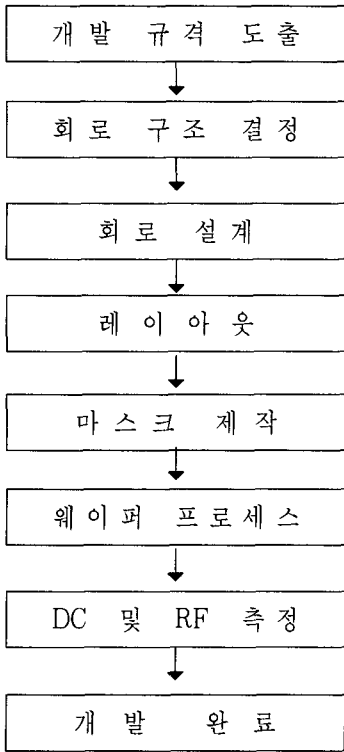 개발 규격 도출
회로 구조 결정
회로 설계
레이아웃
마스크 제작
웨이퍼 프로세스
DC 및 RF 측정
개발 완료